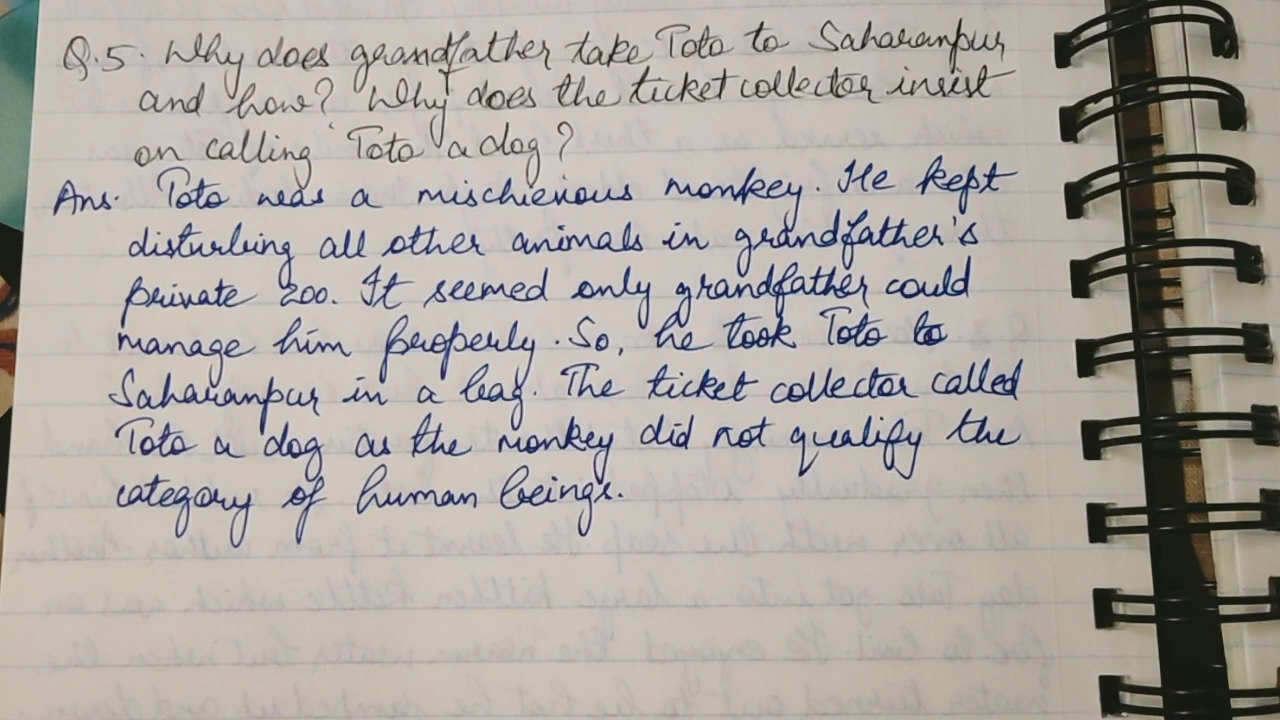 Q.5. Why does grandfather take Toto to Saharanpur
and how? Why does the ticket collector insist
on calling Toto a dog?
Ans. Toto was a mischievous monkey. He kept
disturbing all other animals in grandfather's
private zoo. It seemed only grandfather could
manage him properly. So, he took Toto to
Saharanpur in a bag. The ticket collector called
Toto a dog as the monkey did not qualify the
category of human beings.